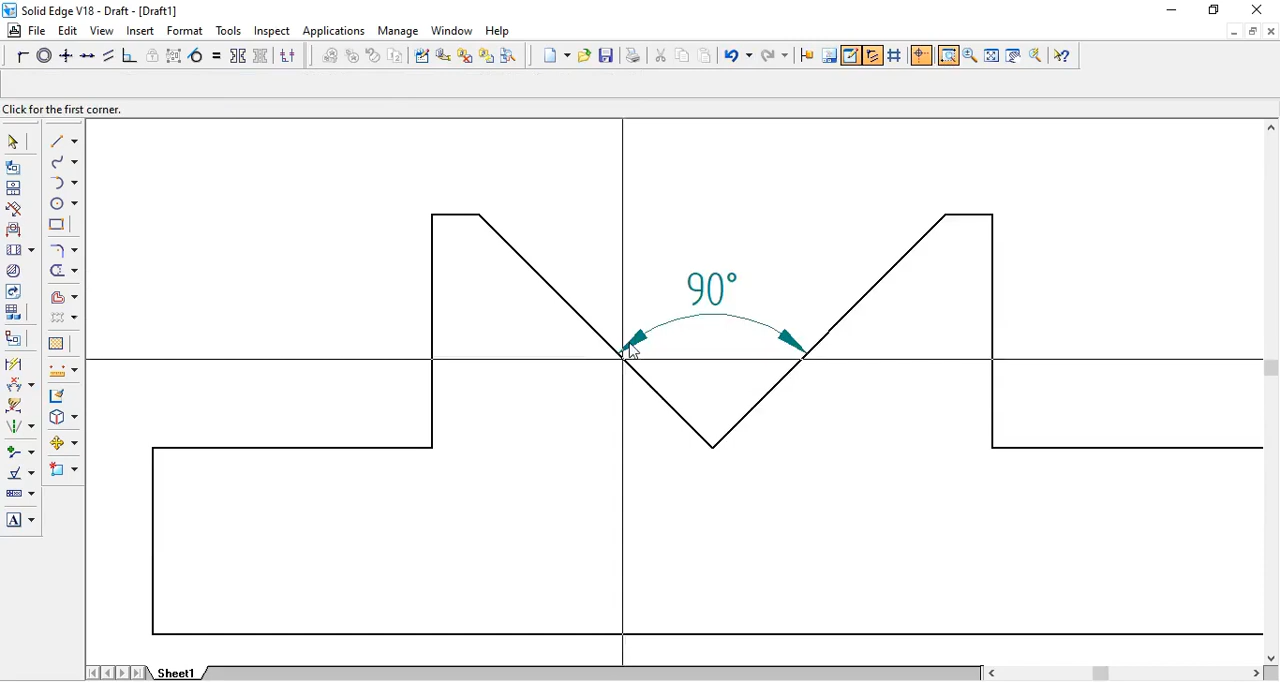 Solid Edge V18 - Draft - [Draft1]
File Edit View Insert Format Tools Inspect Applications Manage Window Help
Click for the first corner.
90°
A
Sheet1